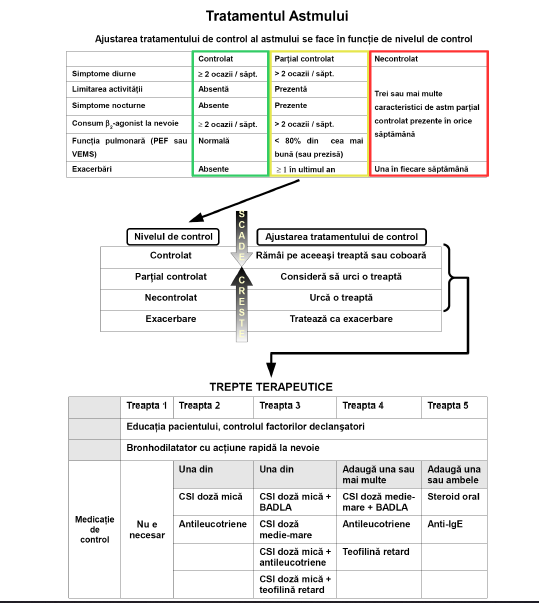 Tratamentul Astmului
Ajustarea tratamentului de control al astmului se face în funcție de nivelul de control
Controlat Parțial controlat Necontrolat
Simptome diurne ≥ 2 ocazii / săpt. > 2 ocazii / săpt.
Limitarea activității Absentă Prezentă
Simptome nocturne Absente Prezente
Consum β2-agonist la nevoie ≥ 2 ocazii / săpt. > 2 ocazii / săpt.
Trei sau mai multe
caracteristici de astm parțial
controlat prezente în orice
săptămână
Funcția pulmonară (PEF sau Normală < 80% din cea mai
VEMS) bună (sau prezisă)
Exacerbări Absente ≥ 1 în ultimul an Una în fiecare săptămână
SCADE
Nivelul de control Ajustarea tratamentului de control
Controlat Rămâi pe aceeași treaptă sau coboară
Parțial controlat Consideră să urci o treaptă
Necontrolat Urcă o treaptă
Exacerbare Tratează ca exacerbare
CRESTE
TREPTE TERAPEUTICE
Treapta 1 Treapta 2 Treapta 3 Treapta 4 Treapta 5
Educația pacientului, controlul factorilor declanșatori
Bronhodilatator cu acțiune rapidă la nevoie
Medicație
de
control
Nu e
necesar
Una din Una din Adaugă una sau Adaugă una
mai multe sau ambele
CSI doză mică CSI doză mică + CSI doză medie- Steroid oral
BADLA mare + BADLA
Antileucotriene CSI doză Antileucotriene Anti-IgE
medie-mare
CSI doză mică + Teofilină retard
antileucotriene
CSI doză mică +
teofilină retard